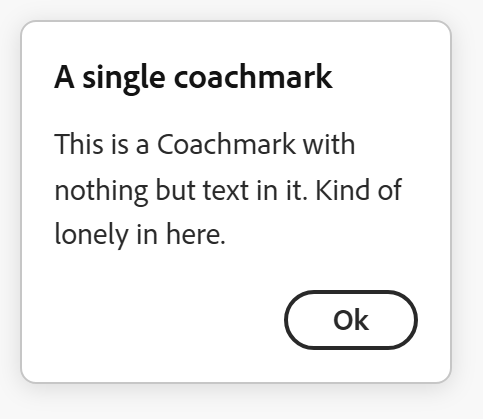 A single coachmark
This is a Coachmark with
nothing but text in it. Kind of
lonely in here.
Ok